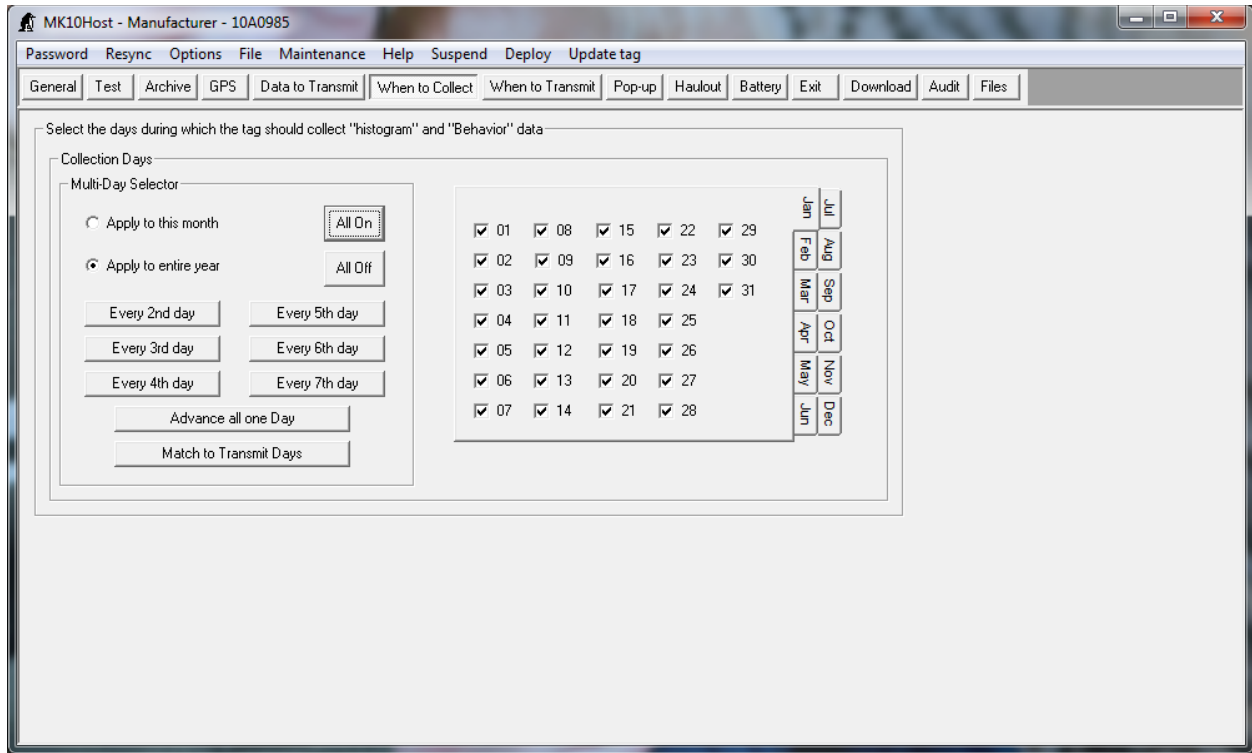 MK10Host - Manufacturer - 10A0985
Password Resync Options File Maintenance Help Suspend Deploy Update tag
General Test Archive GPS Data to Transmit When to Collect When to Transmit Pop-up Haulout Battery Exit Download Audit Files
Select the days during which the tag should collect "histogram" and "Behavior" data
Collection Days
Multi-Day Selector
Apply to this month All On
Apply to entire year All Off
Every 2nd day Every 5th day
Every 3rd day Every 6th day
Every 4th day Every 7th day
Advance all one Day
Match to Transmit Days
01 08 15 22 29
02 09 16 23 30
03 10 17 24 31
04 11 18 25
05 12 19 26
06 13 20 27
07 14 21 28
Jan Jul
Feb Aug
Mar Sep
Apr Oct
May Nov
Jun Dec